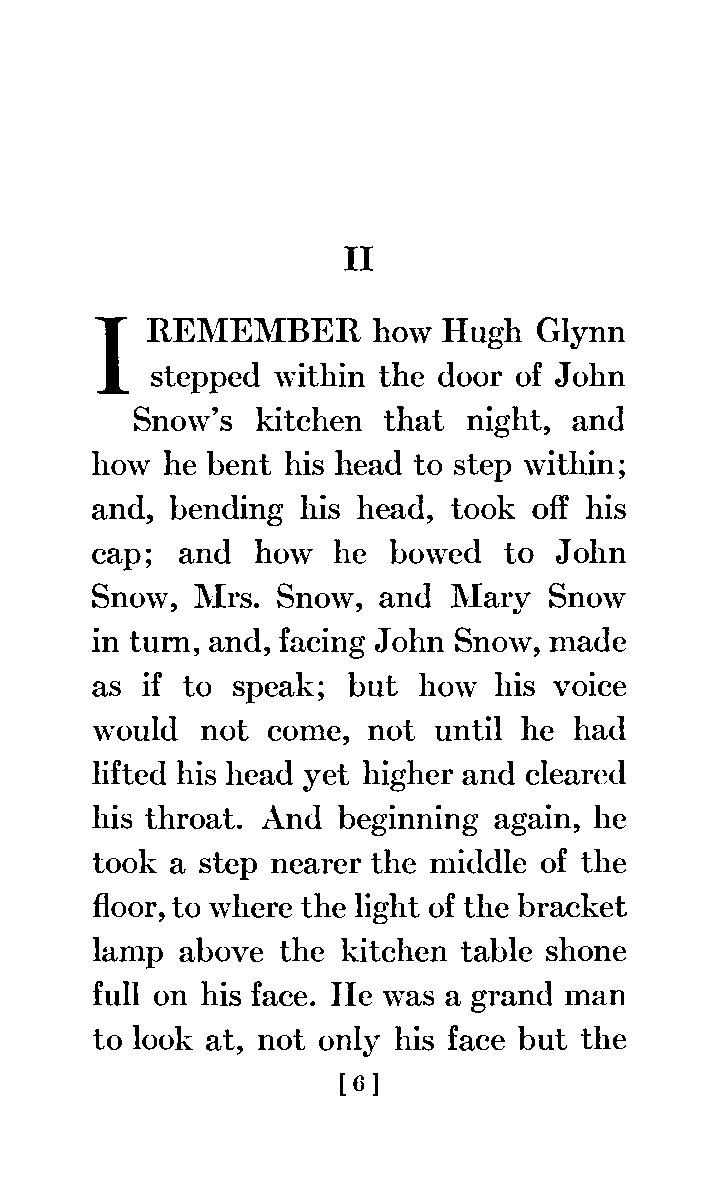 II
I REMEMBER how Hugh Glynn
stepped within the door of John
Snow's kitchen that night, and
how he bent his head to step within;
and, bending his head, took off his
cap; and how he bowed to John
Snow, Mrs. Snow, and Mary Snow
in turn, and, facing John Snow, made
as if to speak; but how his voice
would not come, not until he had
lifted his head yet higher and cleared
his throat. And beginning again, he
took a step nearer the middle of the
floor, to where the light of the bracket
lamp above the kitchen table shone
full on his face. He was a grand man
to look at, not only his face but the
[6]